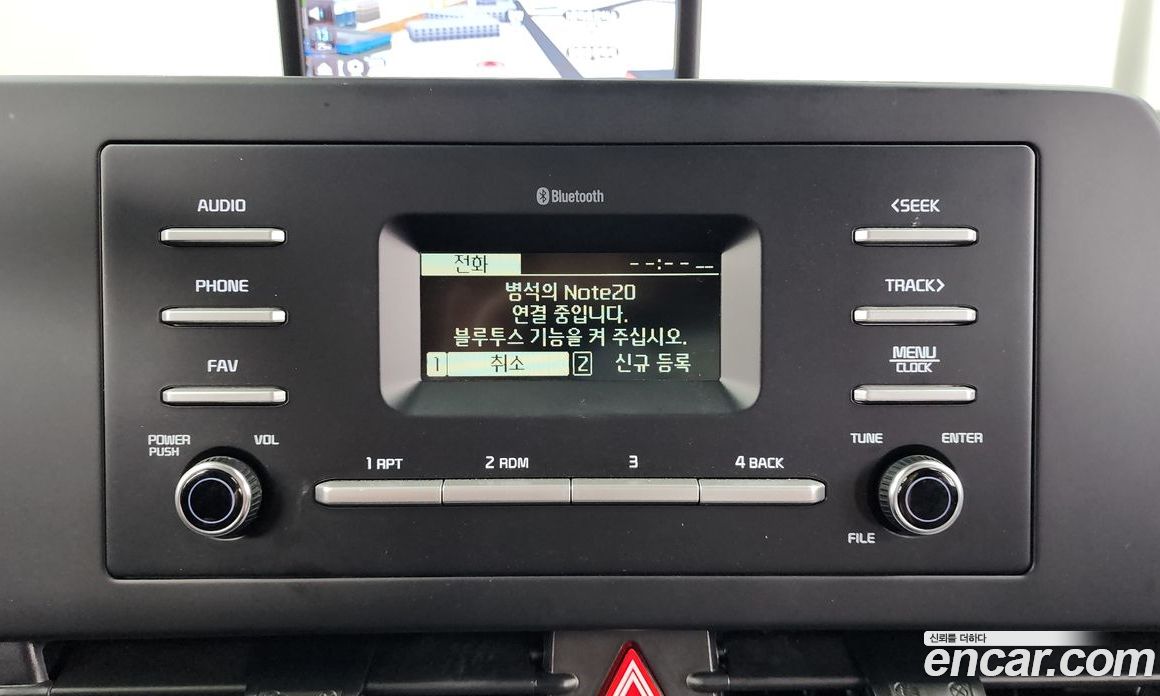 Bluetooth
AUDIO
PHONE
FAV
POWER
PUSH
VOL
전화 --:-- __
병석의 Note20
연결 중입니다.
블루투스 기능을 켜 주십시오.
1 취소 2 신규 등록
1 RPT
2 RDM
3
4 BACK
<SEEK
TRACK>
MENU
CLOCK
TUNE
ENTER
FILE
신뢰를 더하다
encar.com